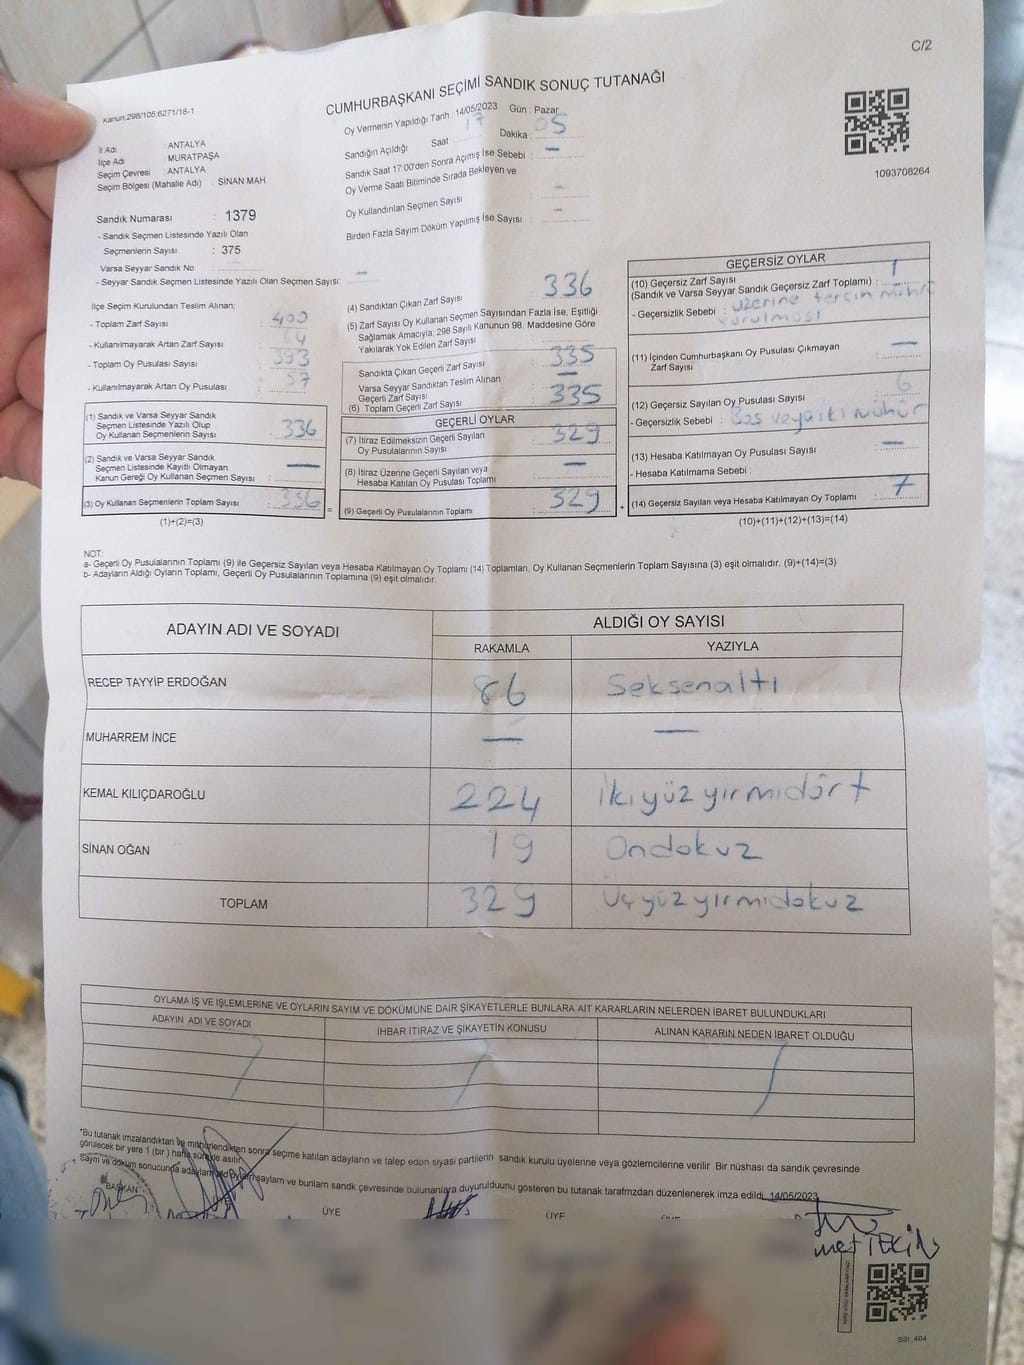 C/2
Kanun 298/105,6271/18-1
CUMHURBAŞKANI SEÇİMİ SANDIK SONUÇ TUTANAĞI
İl Adı : ANTALYA
İlçe Adı : MURATPAŞA
Seçim Çevresi : ANTALYA
Seçim Bölgesi (Mahalle Adı) : SİNAN MAH
Sandık Numarası : 1379
- Sandık Seçmen Listesinde Yazılı Olan
Seçmenlerin Sayısı : 375
Varsa Seyyar Sandık No :
- Seyyar Seçmen Listesinde Yazılı Olan Seçmen Sayısı: —
Oy Vermenin Yapıldığı Tarih : 14/05/2023 Gün : Pazar
Sandığın Açıldığı Saat 17 Dakika : 05
Sandık Saat 17:00'den Sonra Açımış İse Sebebi : —
Oy Verme Saati Bitiminde Sırada Bekleyen ve
Oy Kullandırılan Seçmen Sayısı : —
Birden Fazla Sayım Döküm Yapılmış İse Sayısı : —
1093708264
İlçe Seçim Kurulundan Teslim Alınan:
- Toplam Zarf Sayısı : 400
- Kullanılmayarak Artan Zarf Sayısı : 64
- Toplam Oy Pusulası Sayısı : 393
- Kullanılmayarak Artan Oy Pusulası : 57
(1) Sandık ve Varsa Seyyar Sandık
Seçmen Listesinde Yazılı Olup
Oy Kullanan Seçmenlerin Sayısı : 336
(2) Sandık ve Varsa Seyyar Sandık
Seçmen Listesinde Kayıtlı Olmayan
Kanun Gereği Oy Kullanan Seçmen Sayısı : —
(3) Oy Kullanan Seçmenlerin Toplam Sayısı : 336
(1)+(2)=(3)
(4) Sandıktan Çıkan Zarf Sayısı : 336
(5) Zarf Sayısı Oy Kullanan Seçmen Sayısından Fazla İse, Eşitliği
Sağlamak Amacıyla, 298 Sayılı Kanunun 98. Maddesine Göre
Yakılarak Yok Edilen Zarf Sayısı :
Sandıkta Çıkan Geçerli Zarf Sayısı : 335
Varsa Seyyar Sandıktan Teslim Alınan
Geçerli Zarf Sayısı : —
(6) Toplam Geçerli Zarf Sayısı : 335
GEÇERLİ OYLAR
(7) İtiraz Edilmeksizin Geçerli Sayılan
Oy Pusulasının Sayısı : 329
(8) İtiraz Üzerine Geçerli Sayılan veya
Hesaba Katılan Oy Pusulası Toplamı : —
= (9) Geçerli Oy Pusulalarının Toplamı : 329
GEÇERSİZ OYLAR
(10) Geçersiz Zarf Sayısı
(Sandık ve Varsa Seyyar Sandık Geçersiz Zarf Toplamı) : 1
- Geçersizlik Sebebi : üzerine tercih mührü
vurulması
(11) İçinden Cumhurbaşkanı Oy Pusulası Çıkmayan
Zarf Sayısı : —
(12) Geçersiz Sayılan Oy Pusulası Sayısı : 6
- Geçersizlik Sebebi : Boş veya iki mühür
(13) Hesaba Katılmayan Oy Pusulası Sayısı : —
- Hesaba Katılmama Sebebi :
+ (14) Geçersiz Sayılan veya Hesaba Katılmayan Oy Toplamı : 7
(10)+(11)+(12)+(13)=(14)
NOT:
a- Geçerli Oy Pusulalarının Toplamı (9) ile Geçersiz Sayılan veya Hesaba Katılmayan Oy Toplamı (14) Toplamları, Oy Kullanan Seçmenlerin Toplam Sayısına (3) eşit olmalıdır. (9)+(14)=(3)
b- Adayların Aldığı Oyların Toplamı, Geçerli Oy Pusulalarının Toplamına (9) eşit olmalıdır.
ADAYIN ADI VE SOYADI ALDIĞI OY SAYISI
RAKAMLA YAZIYLA
RECEP TAYYİP ERDOĞAN 86 Seksenaltı
MUHARREM İNCE — —
KEMAL KILIÇDAROĞLU 224 İkiyüzyirmidört
SİNAN OĞAN 19 Ondokuz
TOPLAM 329 Üçyüzyirmidokuz
OYLAMA İŞ VE İŞLEMLERİNE VE OYLARIN SAYIM VE DÖKÜMÜNE DAİR ŞİKAYETLERLE BUNLARA AİT KARARLARIN NELERDEN İBARET BULUNDUKLARI
ADAYIN ADI VE SOYADI İHBAR İTİRAZ VE ŞİKAYETİN KONUSU ALINAN KARARIN NEDEN İBARET OLDUĞU
*Bu tutanak imzalandıktan ve mühürlendikten sonra seçime katılan adayların ve talep eden siyasi partilerin sandık kurulu üyelerine veya gözlemcilerine verilir. Bir nüshası da sandık çevresinde
görülecek bir yere 1 (bir) hafta süreyle asılır.
Sayım ve döküm sonucunda adayların oyların sandık çevresinde bulunanlara duyurulduunu gösteren bu tutanak tarafımızdan düzenlenerek imza edildi. 14/05/2023
BAŞKAN ÜYE ÜYE ÜYE
TEKİN
SSI_404